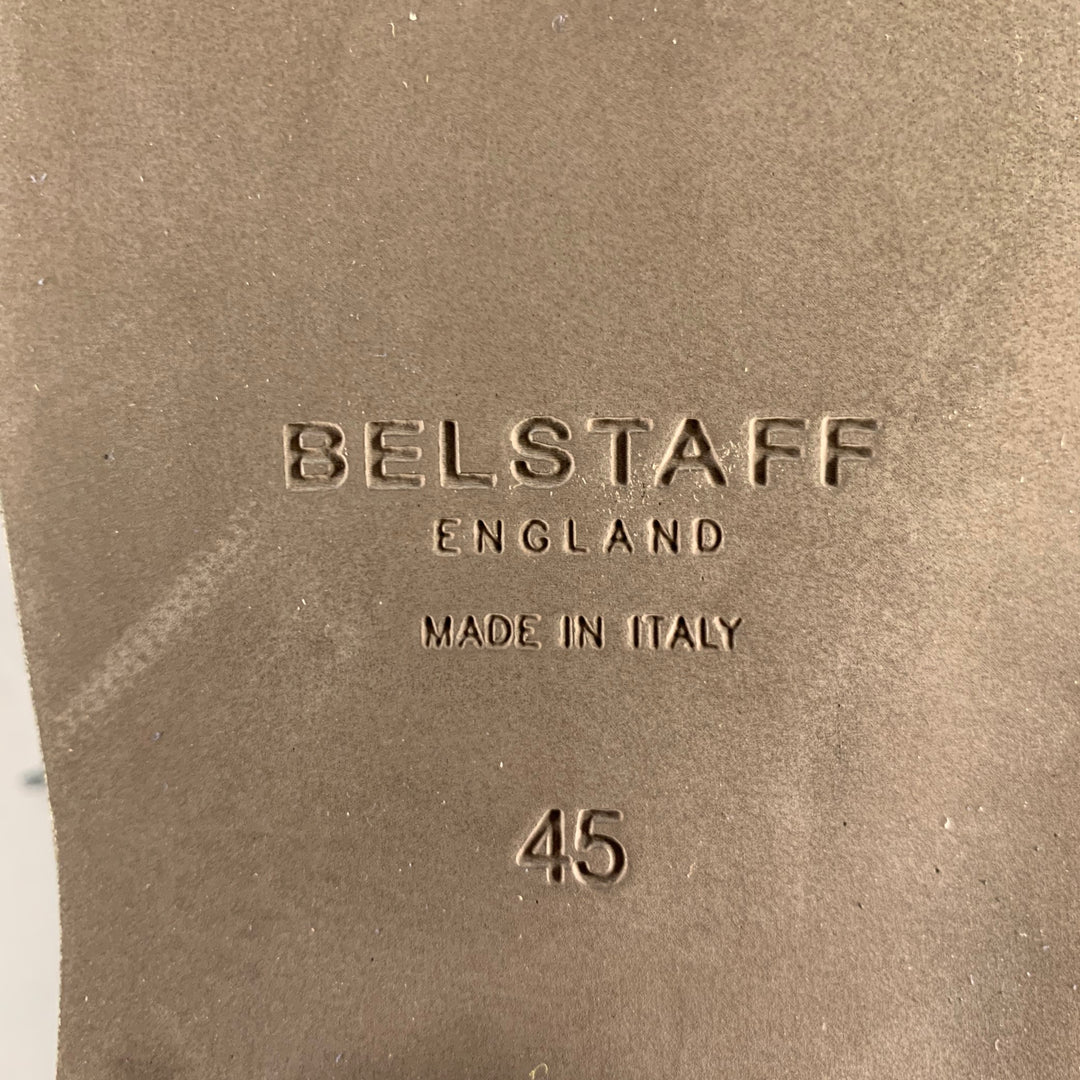 BELSTAFF
ENGLAND
MADE IN ITALY
45